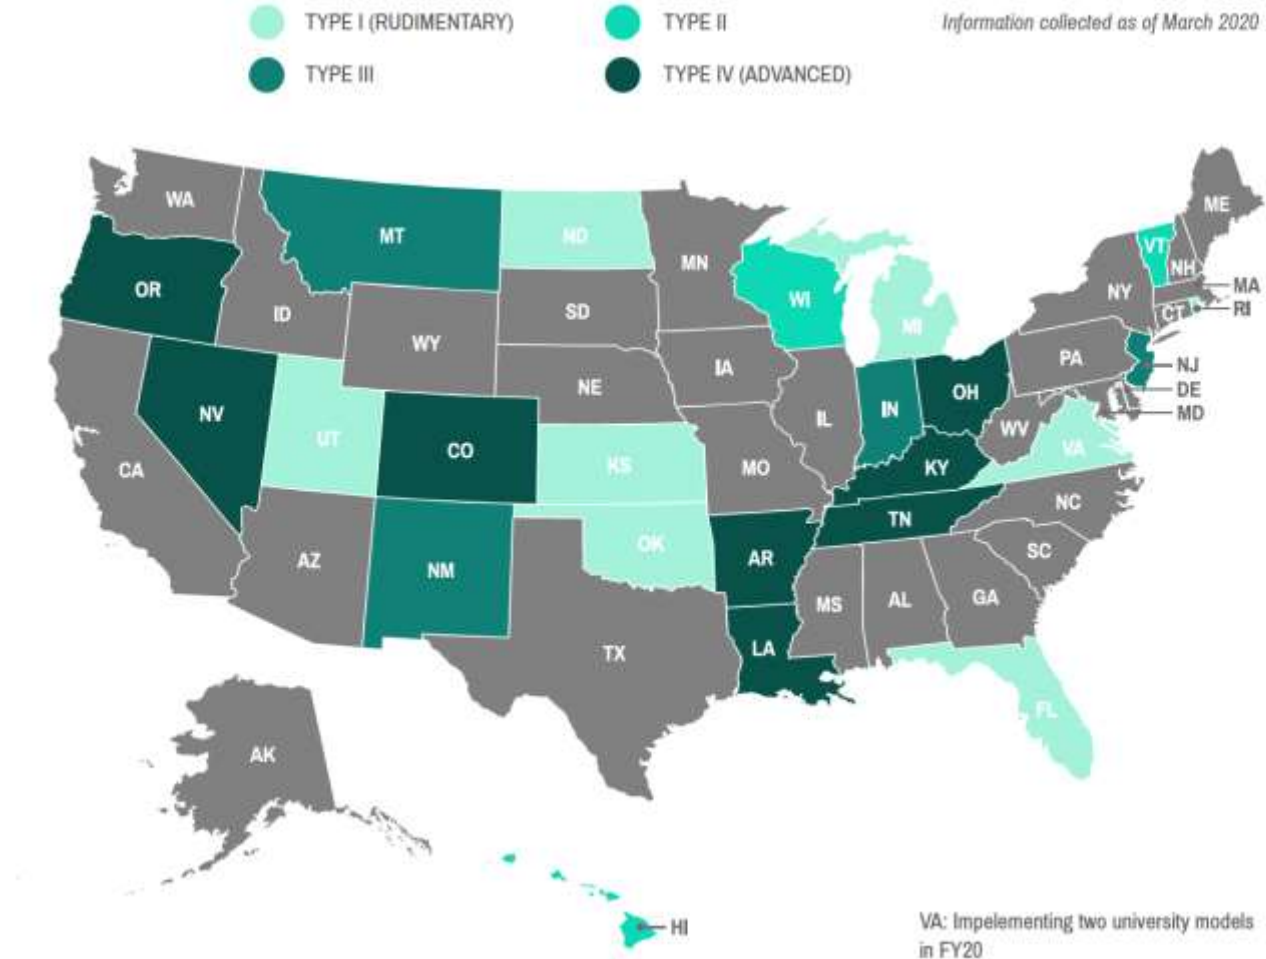 TYPE I (RUDIMENTARY)
TYPE II
Information collected as of March 2020
TYPE III
TYPE IV (ADVANCED)
WA
MT
ND
MN
ME
VT
NH
OR
ID
SD
WI
NY
MA
RI
CT
WY
MI
IA
PA
NJ
NE
DE
NV
IN
OH
MD
UT
CO
IL
WV
CA
KS
MO
KY
VA
TN
NC
AZ
NM
OK
AR
SC
MS
AL
GA
TX
LA
FL
AK
HI
VA: Impelementing two university models
in FY20